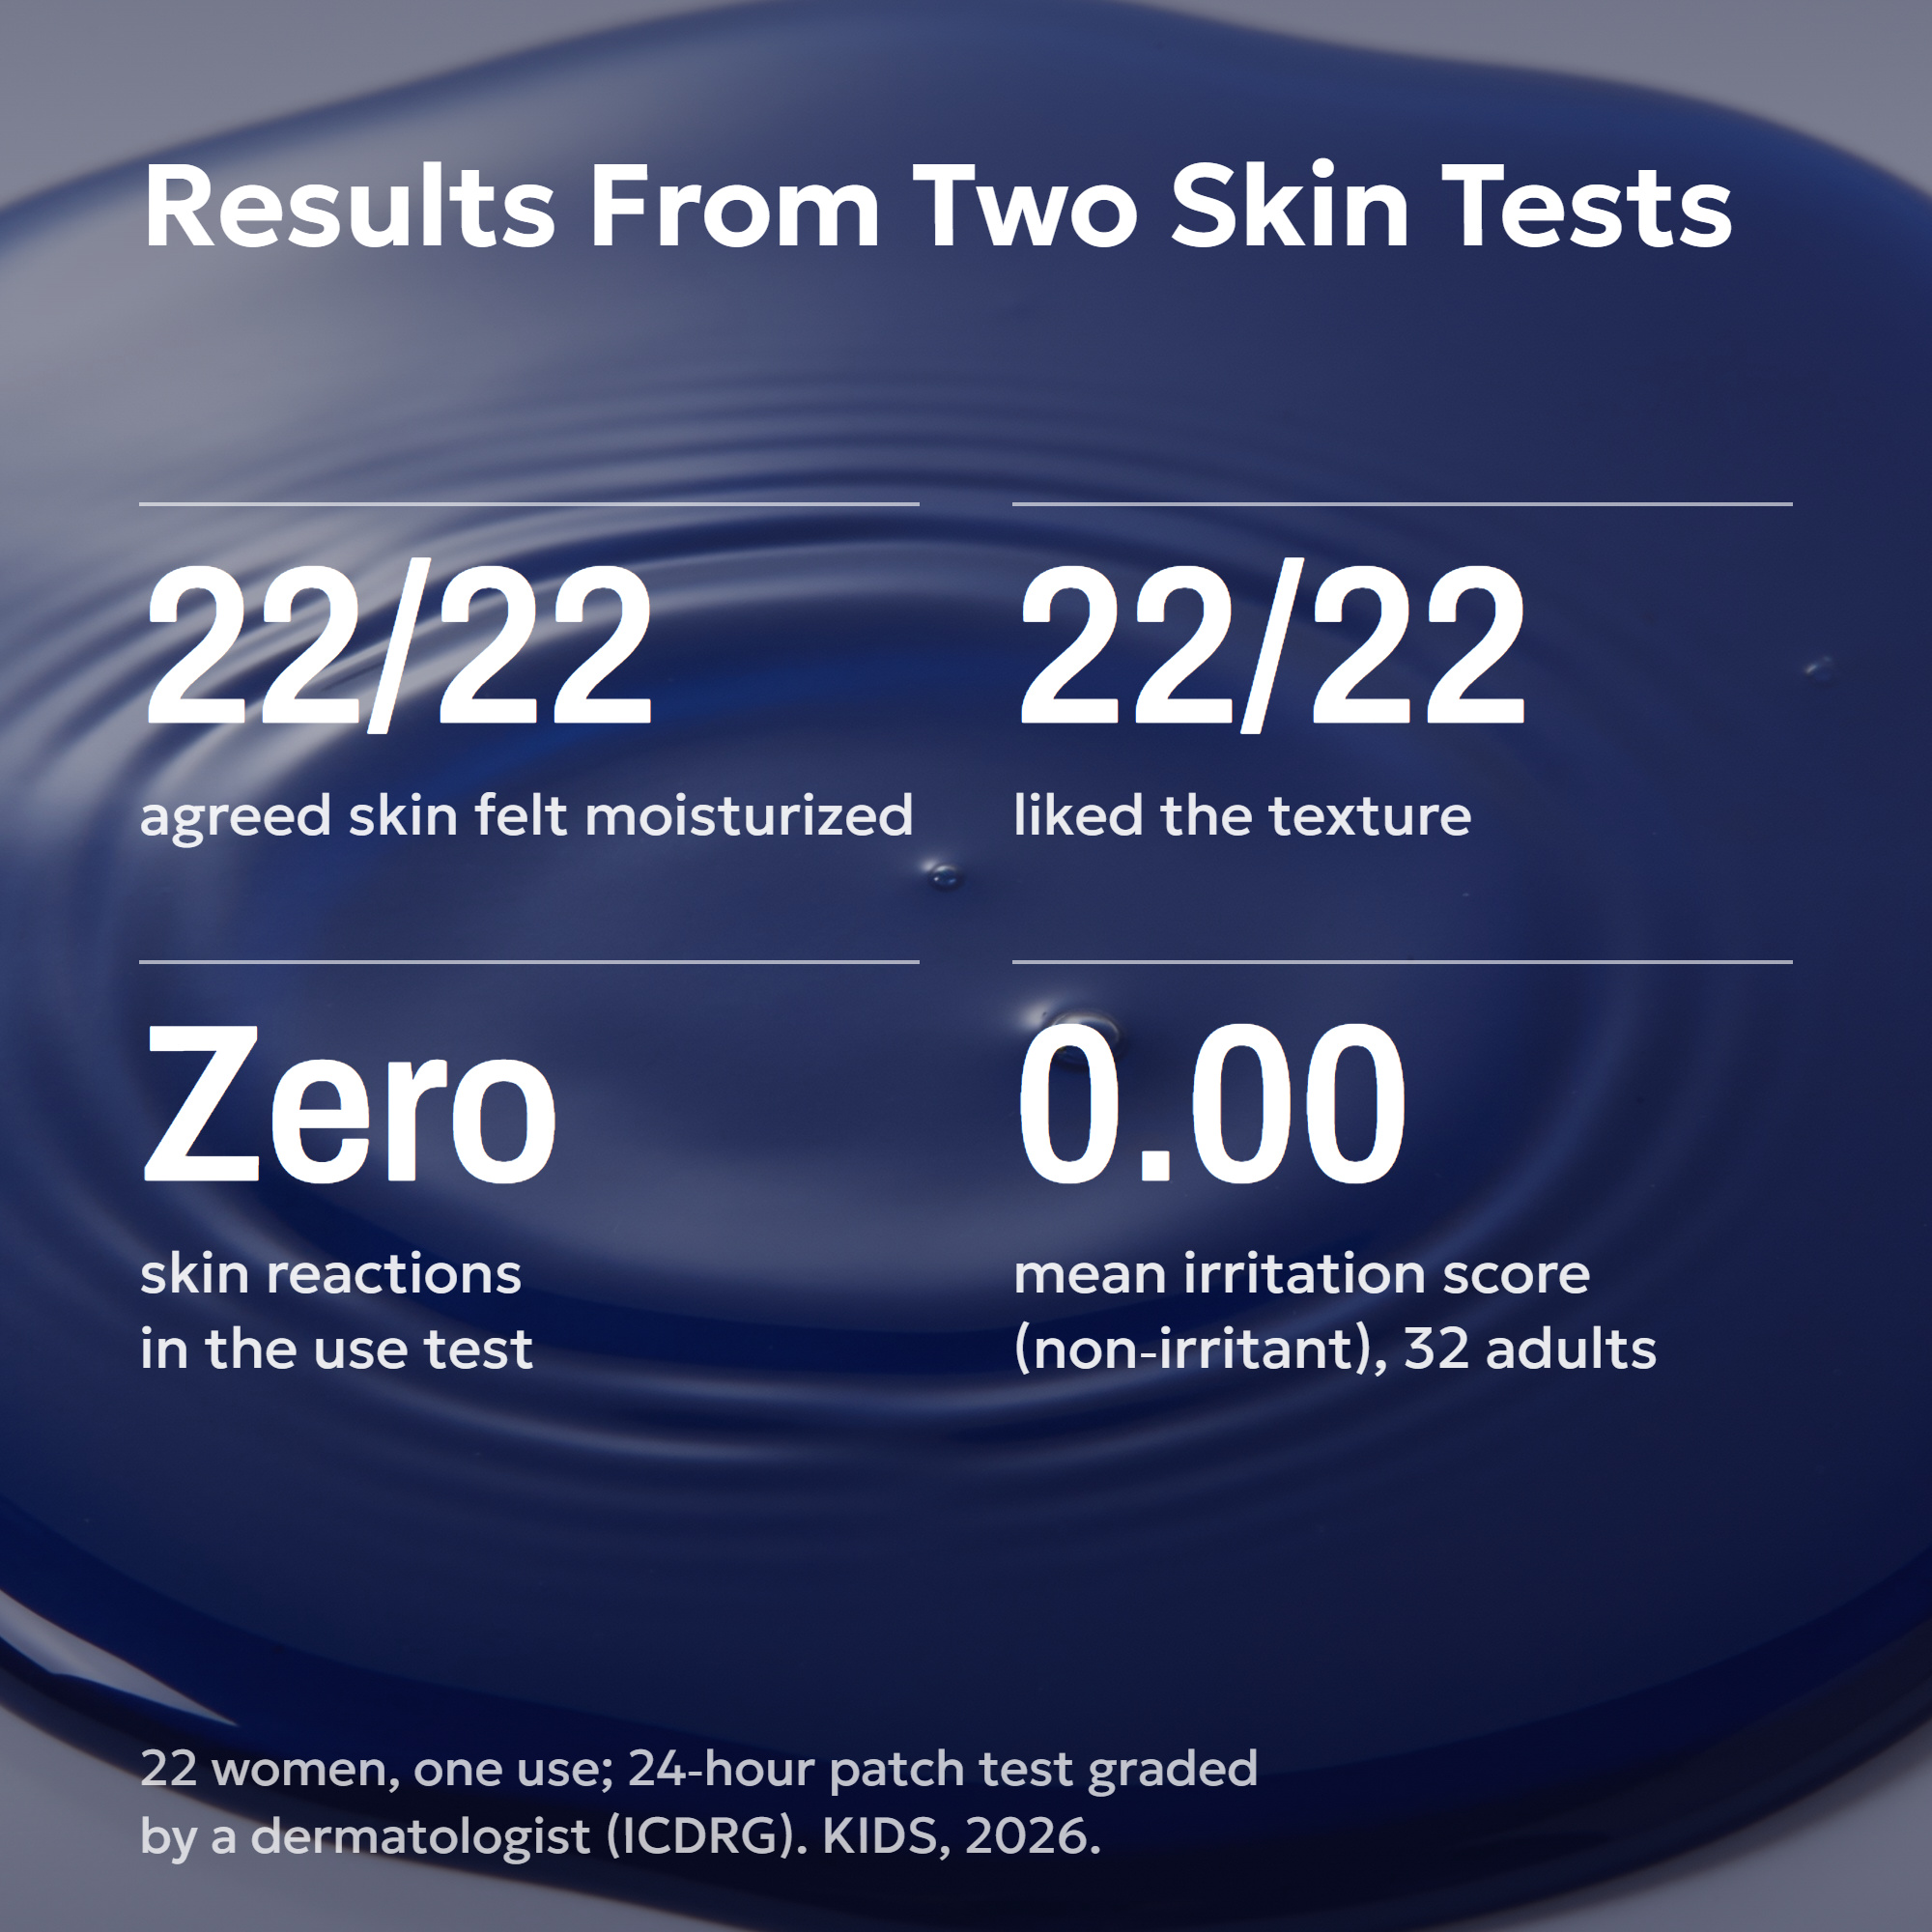 Results From Two Skin Tests
22/22
agreed skin felt moisturized
22/22
liked the texture
Zero
skin reactions
in the use test
0.00
mean irritation score
(non-irritant), 32 adults
22 women, one use; 24-hour patch test graded
by a dermatologist (ICDRG). KIDS, 2026.